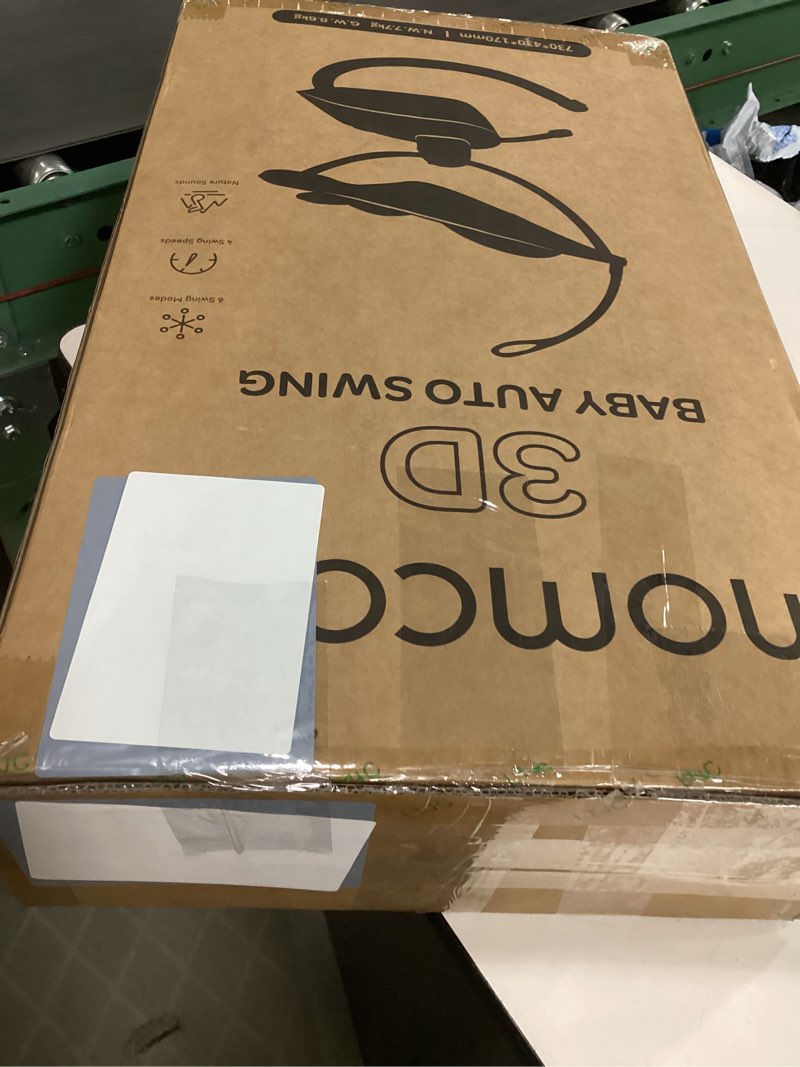 momco
3D
BABY AUTO SWING
6 Swing Modes
4 Swing Speeds
Nature Sounds
730*430*170mm | N.W.7.7kg G.W.8.6kg